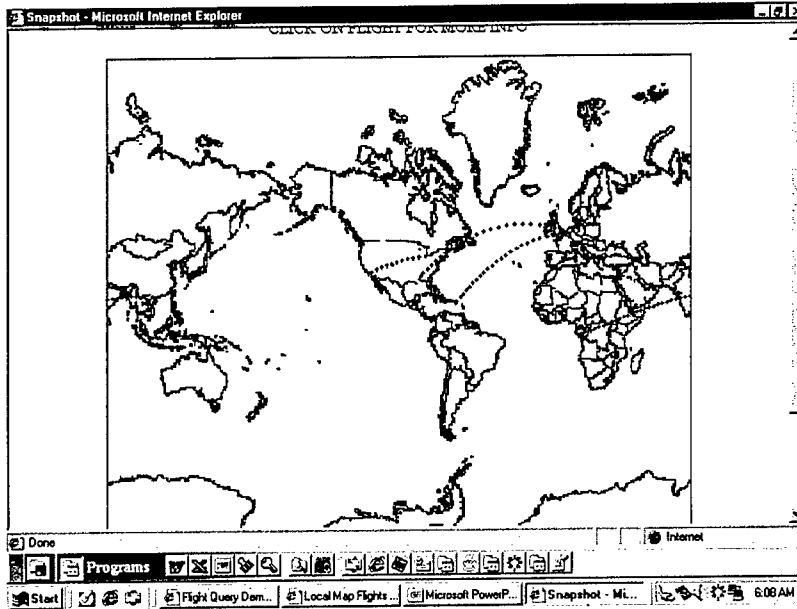 Snapshot - Microsoft Internet Explorer
CLICK ON FLIGHT FOR MORE INFO
Done
Internet
Programs
Start
Flight Query Dem...
Local Map Flights ...
Microsoft PowerP...
Snapshot - Mi...
6:08 AM